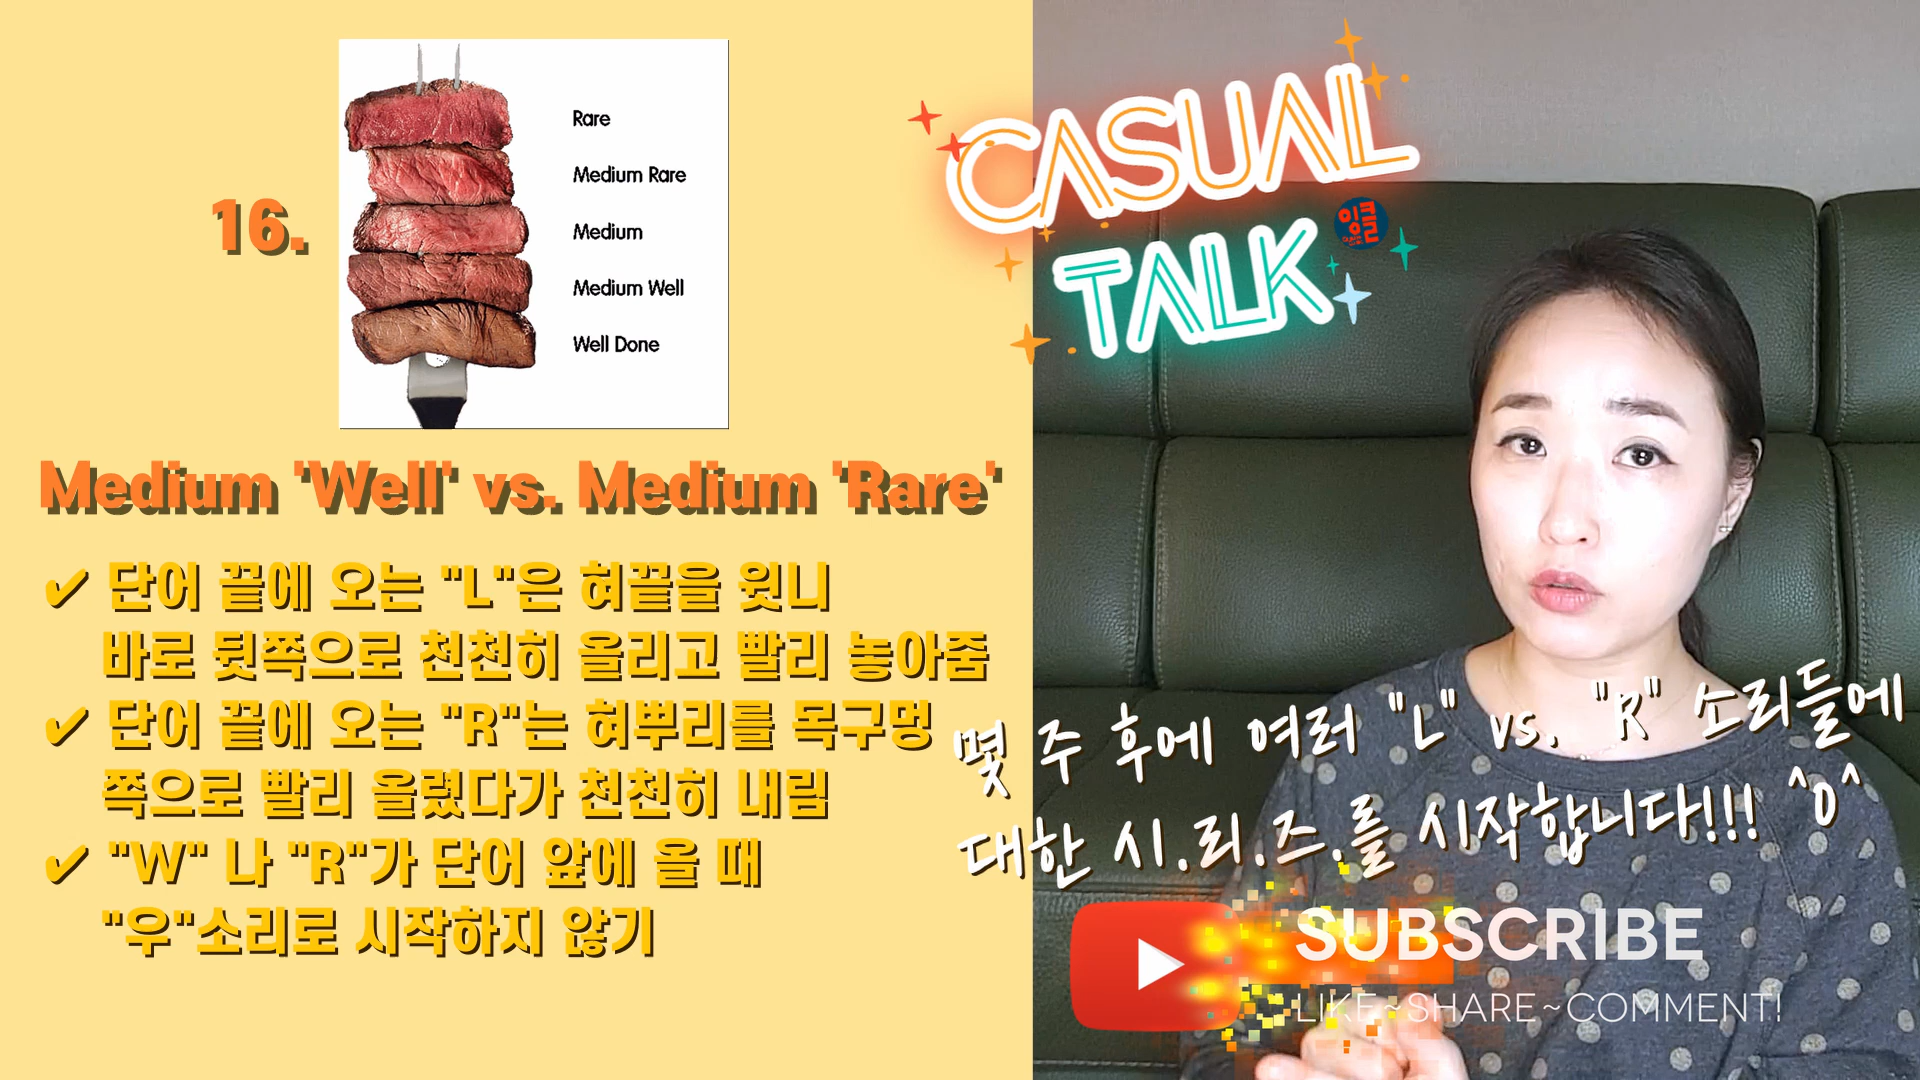 16.
Rare
Medium Rare
Medium
Medium Well
Well Done
Medium 'Well' vs. Medium 'Rare'
✔ 단어 끝에 오는 "L"은 혀끝을 윗니
바로 뒷쪽으로 천천히 올리고 빨리 놓아줌
✔ 단어 끝에 오는 "R"는 혀뿌리를 목구멍
쪽으로 빨리 올렸다가 천천히 내림
✔ "W" 나 "R"가 단어 앞에 올 때
"우"소리로 시작하지 않기
CASUAL
TALK
잉클
몇 주 후에 여러 "L" vs. "R" 소리들에
대한 시.리.즈.를 시작합니다!!! ^0^
SUBSCRIBE
LIKE~SHARE~COMMENT!